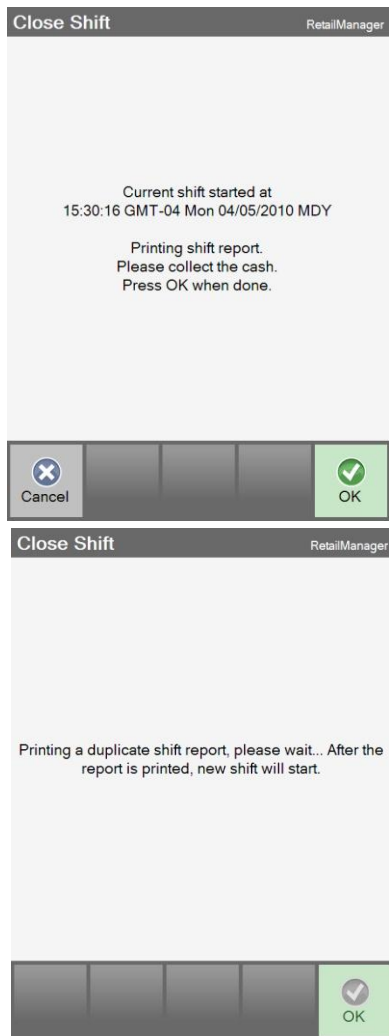 Close Shift
RetailManager
Current shift started at
15:30:16 GMT-04 Mon 04/05/2010 MDY
Printing shift report.
Please collect the cash.
Press OK when done.
Cancel
OK
Close Shift
RetailManager
Printing a duplicate shift report, please wait... After the
report is printed, new shift will start.
OK